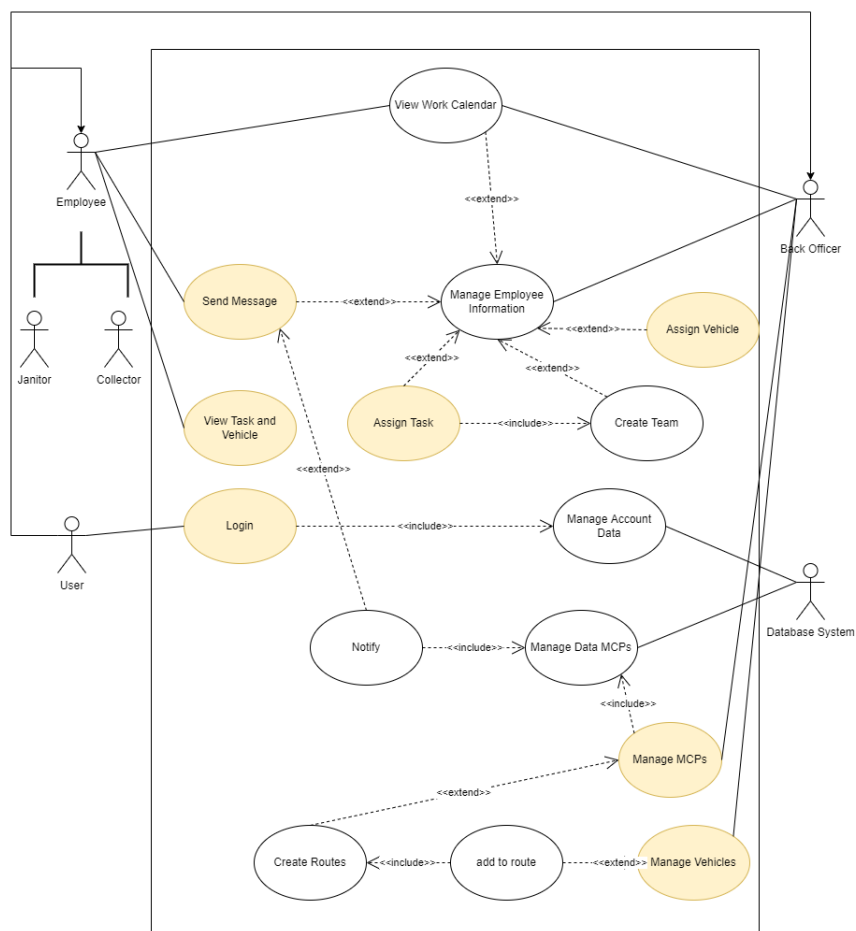 View Work Calendar
<<extend>>
Employee
Back Officer
Send Message
<<extend>>
Manage Employee
Information
<<extend>>
Assign Vehicle
Janitor
Collector
<<extend>>
<<extend>>
View Task and
Vehicle
Assign Task
<<include>>
Create Team
<<extend>>
Login
<<include>>
Manage Account
Data
User
Database System
Notify
<<include>>
Manage Data MCPs
<<include>>
Manage MCPs
<<extend>>
Create Routes
<<include>>
add to route
<<extend>>
Manage Vehicles